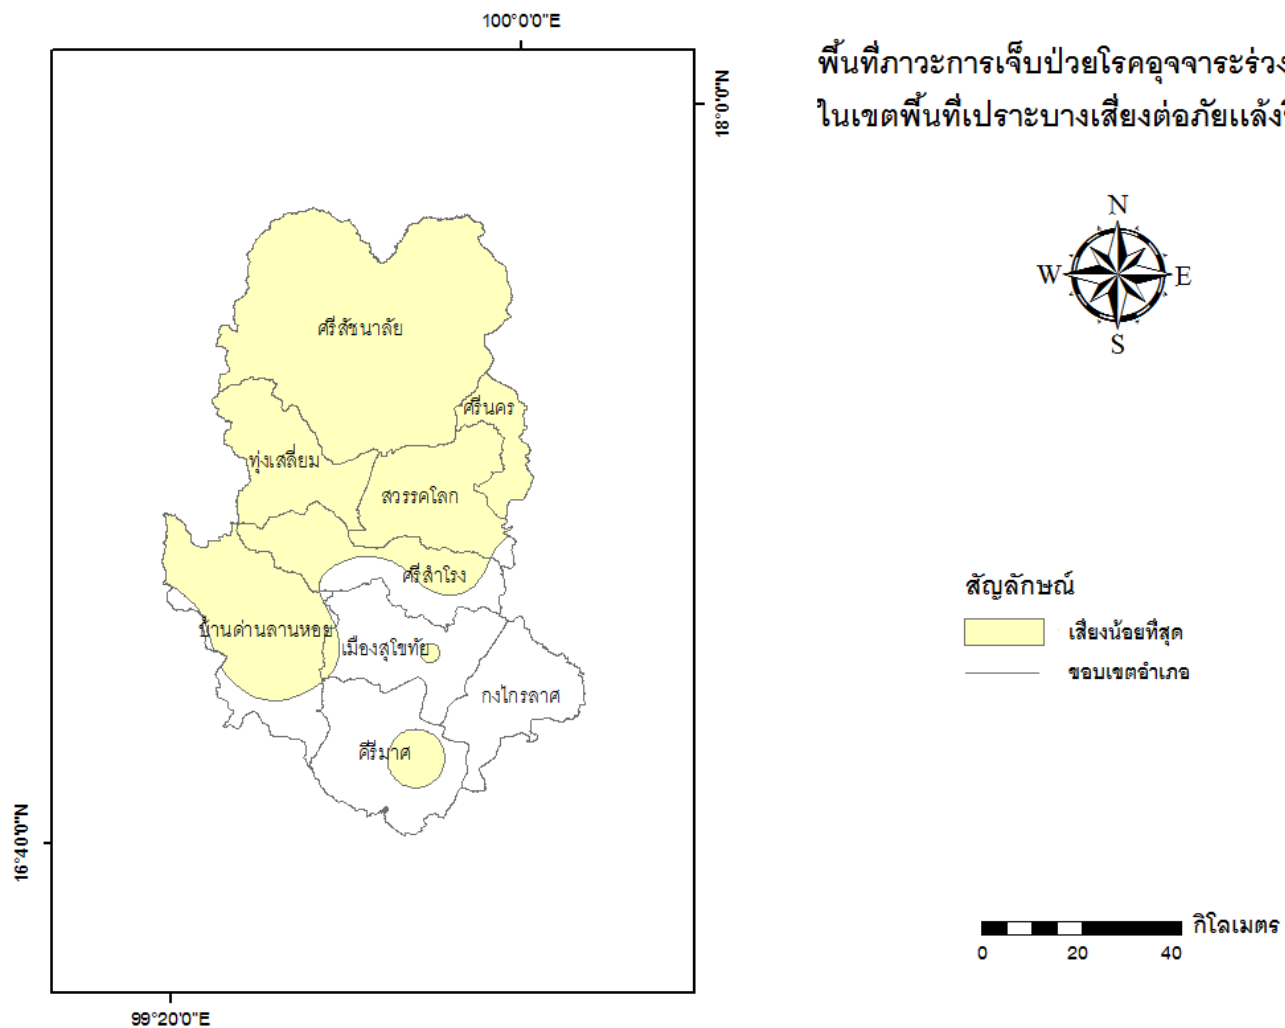 100°0'0"E
พื้นที่ภาวะการเจ็บป่วยโรคอุจจาระร่วง
ในเขตพื้นที่เปราะบางเสี่ยงต่อภัยแล้ง
18°0'0"N
N
W
E
S
ศรีสัชนาลัย
ศรีนคร
ทุ่งเสลี่ยม
สวรรคโลก
ศรีสำโรง
บ้านด่านลานหอย
เมืองสุโขทัย
กงไกรลาศ
คีรีมาศ
สัญลักษณ์
เสี่ยงน้อยที่สุด
ขอบเขตอำเภอ
16°40'0"N
กิโลเมตร
0 20 40
99°20'0"E